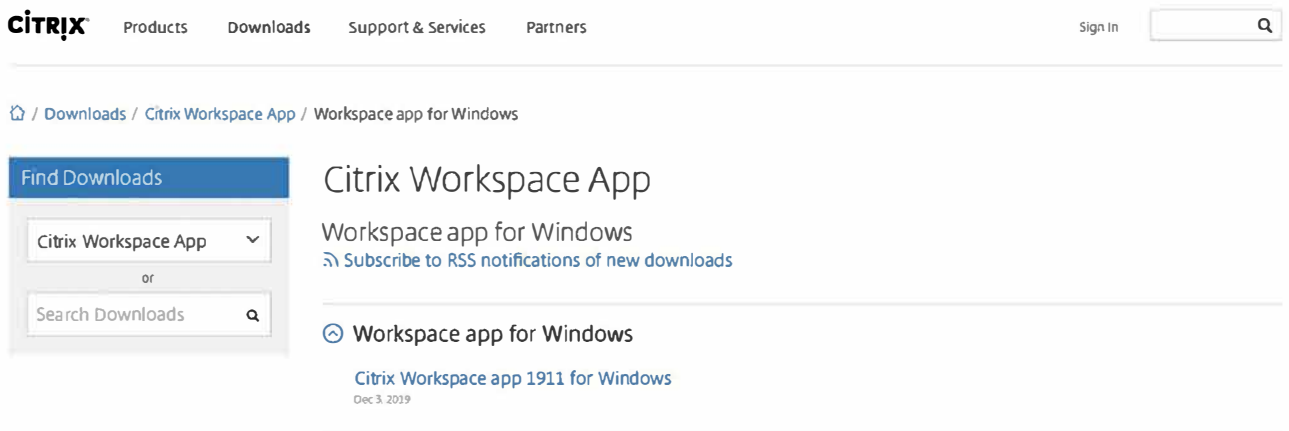 CITRIX Products Downloads Support & Services Partners Sign In
/ Downloads / Citrix Workspace App / Workspace app for Windows
Find Downloads
Citrix Workspace App
or
Search Downloads
Citrix Workspace App
Workspace app for Windows
Subscribe to RSS notifications of new downloads
Workspace app for Windows
Citrix Workspace app 1911 for Windows
Dec 3, 2019